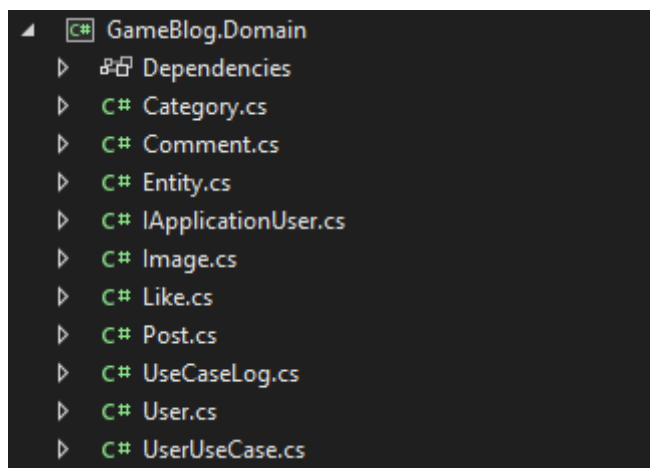 C# GameBlog.Domain
Dependencies
C# Category.cs
C# Comment.cs
C# Entity.cs
C# IApplicationUser.cs
C# Image.cs
C# Like.cs
C# Post.cs
C# UseCaseLog.cs
C# User.cs
C# UserUseCase.cs